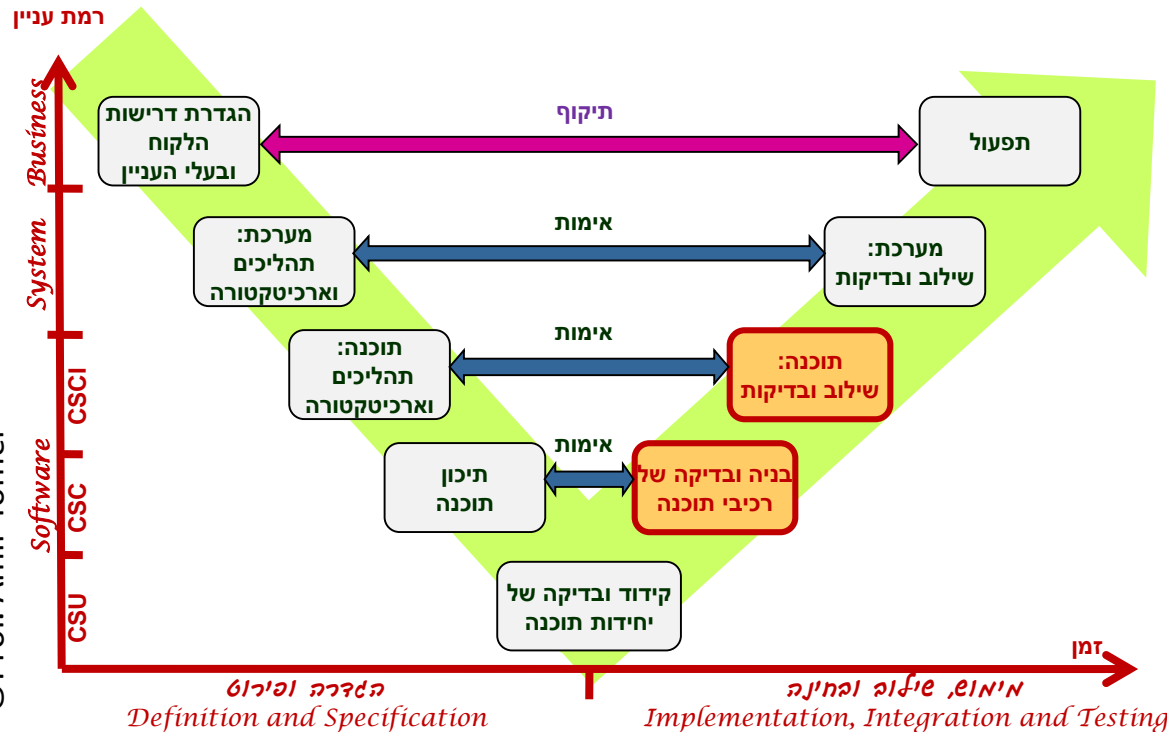 רמת עניין
Business
הגדרת דרישות
הלקוח
ובעלי העניין
תיקוף
תפעול
System
מערכת:
תהליכים
וארכיטקטורה
אימות
מערכת:
שילוב ובדיקות
Software
CSCI
תוכנה:
תהליכים
וארכיטקטורה
אימות
תוכנה:
שילוב ובדיקות
CSC
תיכון
תוכנה
אימות
בניה ובדיקה של
רכיבי תוכנה
CSU
קידוד ובדיקה של
יחידות תוכנה
זמן
הגדרה ופירוט
Definition and Specification
מימוש, שילוב ובחינה
Implementation, Integration and Testing